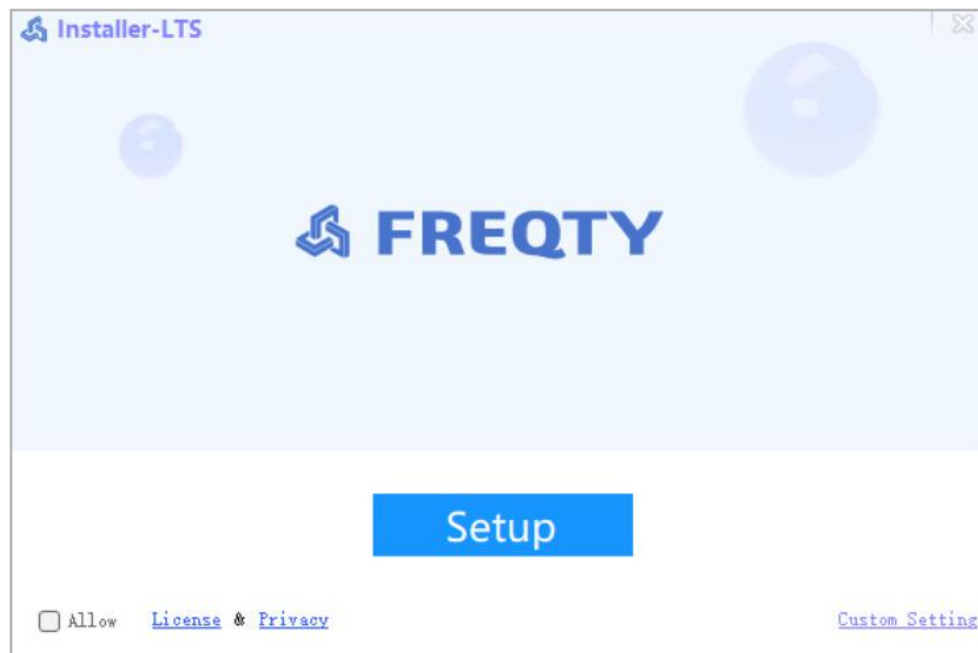 Installer-LTS
FREQTY
Setup
Allow License & Privacy
Custom Setting